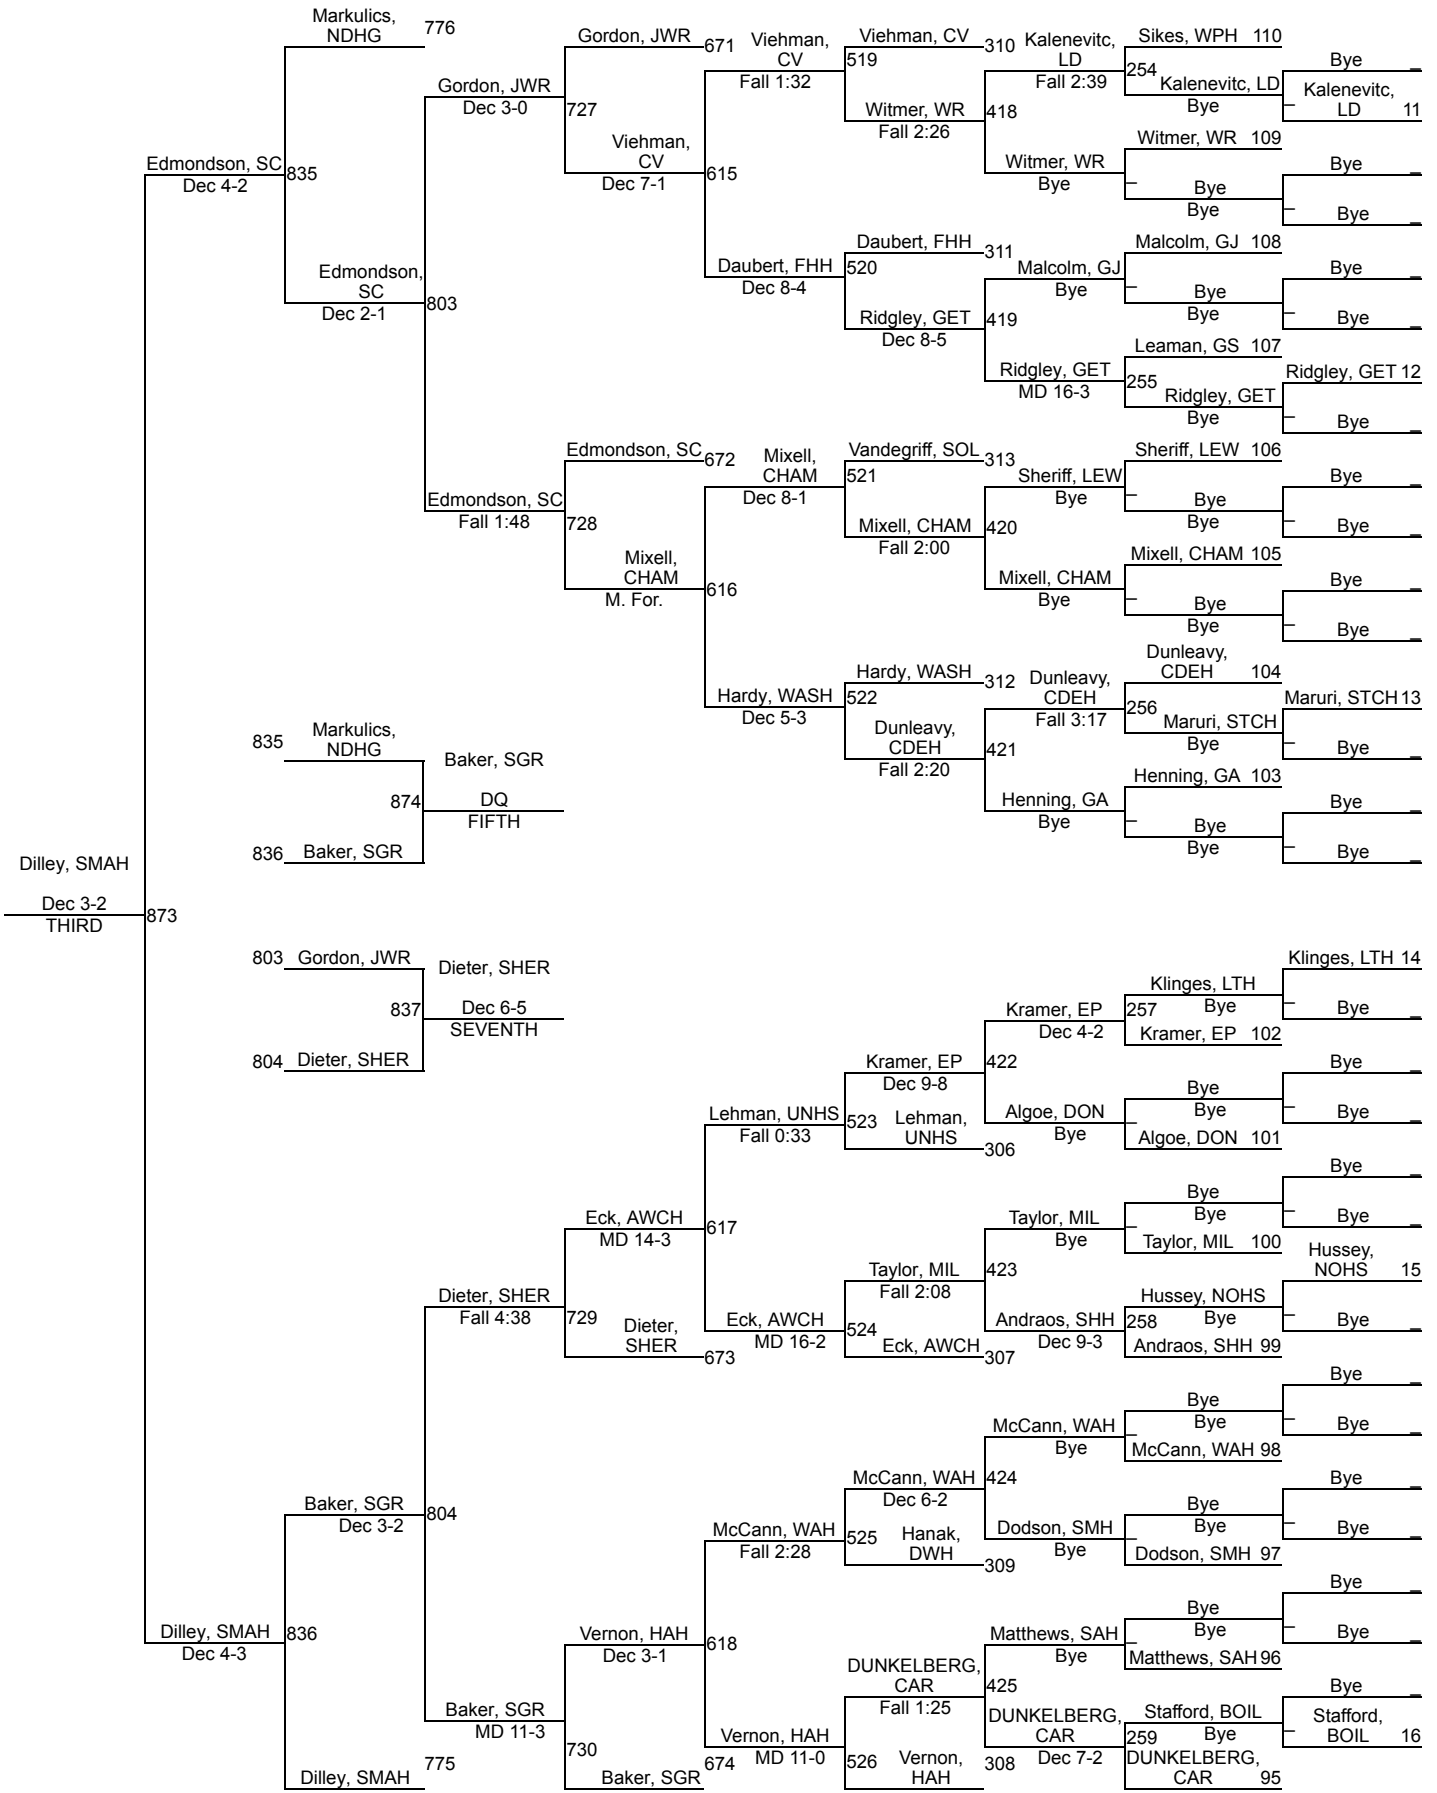 Markulics,
NDHG
776
Gordon, JWR
671
Viehman,
CV
Viehman, CV
310
Kalenevitc,
LD
Sikes, WPH 110
Bye _
519
254
Fall 1:32
Fall 2:39
Kalenevitc, LD
Bye
_
Kalenevitc,
LD 11
Gordon, JWR
Dec 3-0
727
Witmer, WR
Fall 2:26
418
Viehman,
CV
Dec 7-1
615
Witmer, WR 109
Witmer, WR
Bye
_
Bye
Bye
Bye _
_
Bye _
Edmondson, SC
Dec 4-2
835
Daubert, FHH
311
Malcolm, GJ 108
Daubert, FHH
Dec 8-4
520
Malcolm, GJ
Bye
_
Bye
Bye
Bye _
_
Bye _
Edmondson,
SC
Dec 2-1
803
Ridgley, GET
Dec 8-5
419
Leaman, GS 107
Ridgley, GET
MD 16-3
255
Ridgley, GET
Bye
Ridgley, GET 12
_
Bye _
Edmondson, SC
672
Mixell,
CHAM
Dec 8-1
Vandegriff, SOL
313
521
Sheriff, LEW 106
Sheriff, LEW
Bye
_
Bye
Bye
Bye _
_
Bye _
Edmondson, SC
Fall 1:48
728
Mixell, CHAM
Fall 2:00
420
Mixell,
CHAM
M. For.
616
Mixell, CHAM 105
Mixell, CHAM
Bye
_
Bye
Bye
Bye _
_
Bye _
Hardy, WASH
312
Dunleavy,
CDEH
Fall 3:17
Dunleavy,
CDEH 104
Hardy, WASH
Dec 5-3
522
256
Maruri, STCH
Bye
Maruri, STCH 13
_
Bye _
Dunleavy,
CDEH
Fall 2:20
421
Henning, GA 103
Henning, GA
Bye
_
Bye
Bye
Bye _
_
Bye _
835
Markulics,
NDHG
Baker, SGR
874
DQ
FIFTH
836 Baker, SGR
Dilley, SMAH
Dec 3-2
THIRD
873
803 Gordon, JWR
Dieter, SHER
837
Dec 6-5
SEVENTH
804 Dieter, SHER
Klinges, LTH 14
Klinges, LTH
Bye
_
Bye _
Kramer, EP
Dec 4-2
257
Kramer, EP 102
Kramer, EP
Dec 9-8
422
Bye _
Bye
Bye
_
Bye _
Algoe, DON
Bye
_
Algoe, DON 101
Lehman, UNHS
Fall 0:33
523
Lehman,
UNHS
306
Bye _
Bye
Bye
_
Bye _
Taylor, MIL
Bye
_
Taylor, MIL 100
Eck, AWCH
MD 14-3
617
Taylor, MIL
Fall 2:08
423
Hussey,
NOHS 15
Hussey, NOHS
Bye
_
Bye _
Andraos, SHH
Dec 9-3
258
Andraos, SHH 99
Eck, AWCH
MD 16-2
524
Eck, AWCH
307
Dieter, SHER
Fall 4:38
729
Dieter,
SHER
673
Bye _
Bye
Bye
_
Bye _
McCann, WAH
Bye
_
McCann, WAH 98
McCann, WAH
Dec 6-2
424
Bye _
Bye
Bye
_
Bye _
Dodson, SMH
Bye
_
Dodson, SMH 97
Baker, SGR
Dec 3-2
804
McCann, WAH
Fall 2:28
525
Hanak,
DWH
309
Bye _
Bye
Bye
_
Bye _
Dilley, SMAH
Dec 4-3
836
Vernon, HAH
Dec 3-1
618
Matthews, SAH
Bye
_
Matthews, SAH 96
DUNKELBERG,
CAR
Fall 1:25
425
Bye _
Stafford, BOIL
Bye
_
Stafford,
BOIL 16
Baker, SGR
MD 11-3
730
DUNKELBERG,
CAR
Dec 7-2
259
DUNKELBERG,
CAR 95
Vernon, HAH
MD 11-0
526
Vernon,
HAH
308
Dilley, SMAH
775
Baker, SGR
674